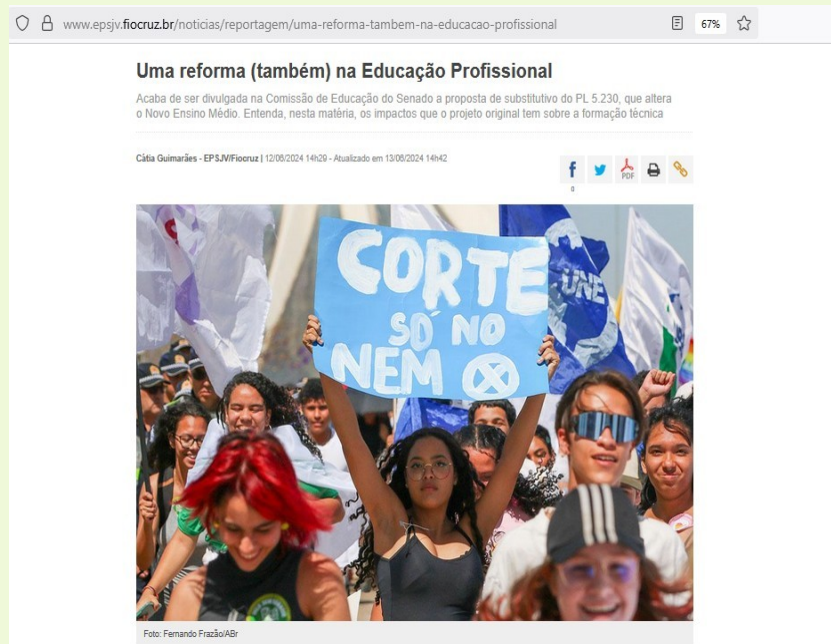 www.epsjv.fiocruz.br/noticias/reportagem/uma-reforma-tambem-na-educacao-profissional
67%
Uma reforma (também) na Educação Profissional
Acaba de ser divulgada na Comissão de Educação do Senado a proposta de substitutivo do PL 5.230, que altera
o Novo Ensino Médio. Entenda, nesta matéria, os impactos que o projeto original tem sobre a formação técnica
Cátia Guimarães - EPSJV/Fiocruz | 12/06/2024 14h29 - Atualizado em 13/06/2024 14h42
f
PDF
0
CORTE
SÓ NO
NEM
UNE
Foto: Fernando Frazão/ABr